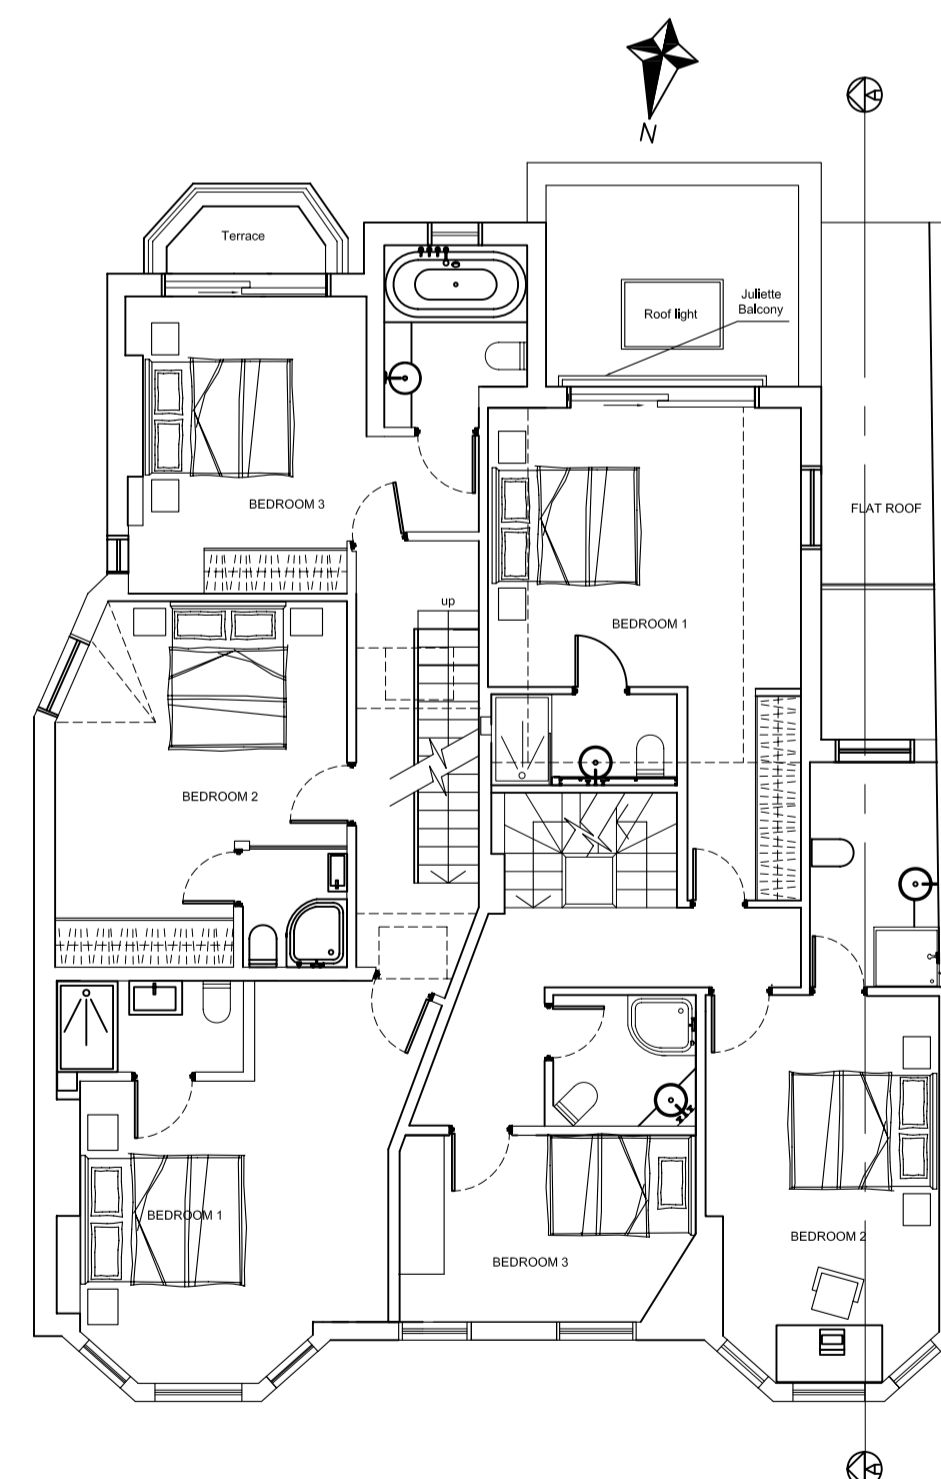 N
A
Terrace
Roof light
Juliette
Balcony
BEDROOM 3
FLAT ROOF
up
BEDROOM 1
BEDROOM 2
BEDROOM 1
BEDROOM 2
BEDROOM 3
A